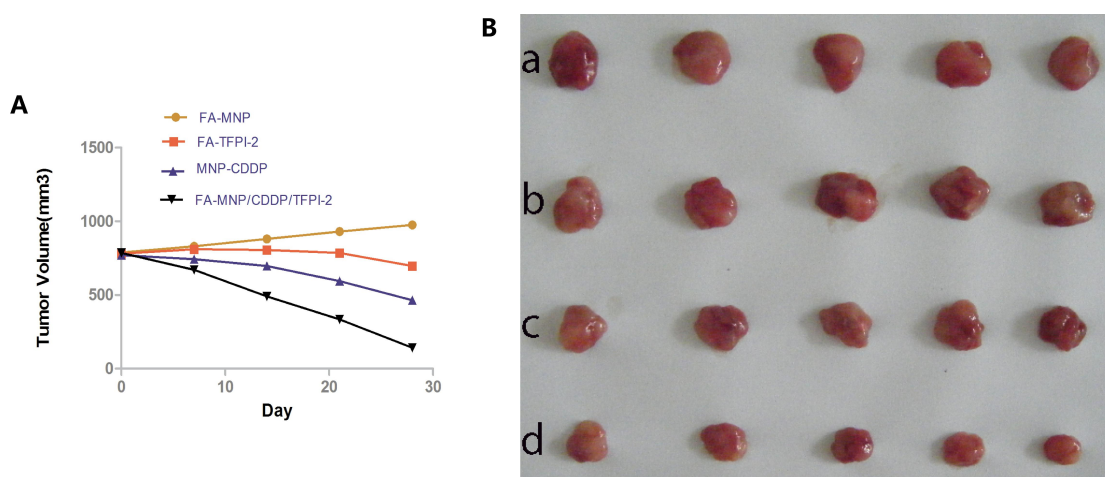 A
FA-MNP
FA-TFPI-2
MNP-CDDP
FA-MNP/CDDP/TFPI-2
Tumor Volume(mm3)
1500
1000
500
0
0 10 20 30
Day
B
a
b
c
d